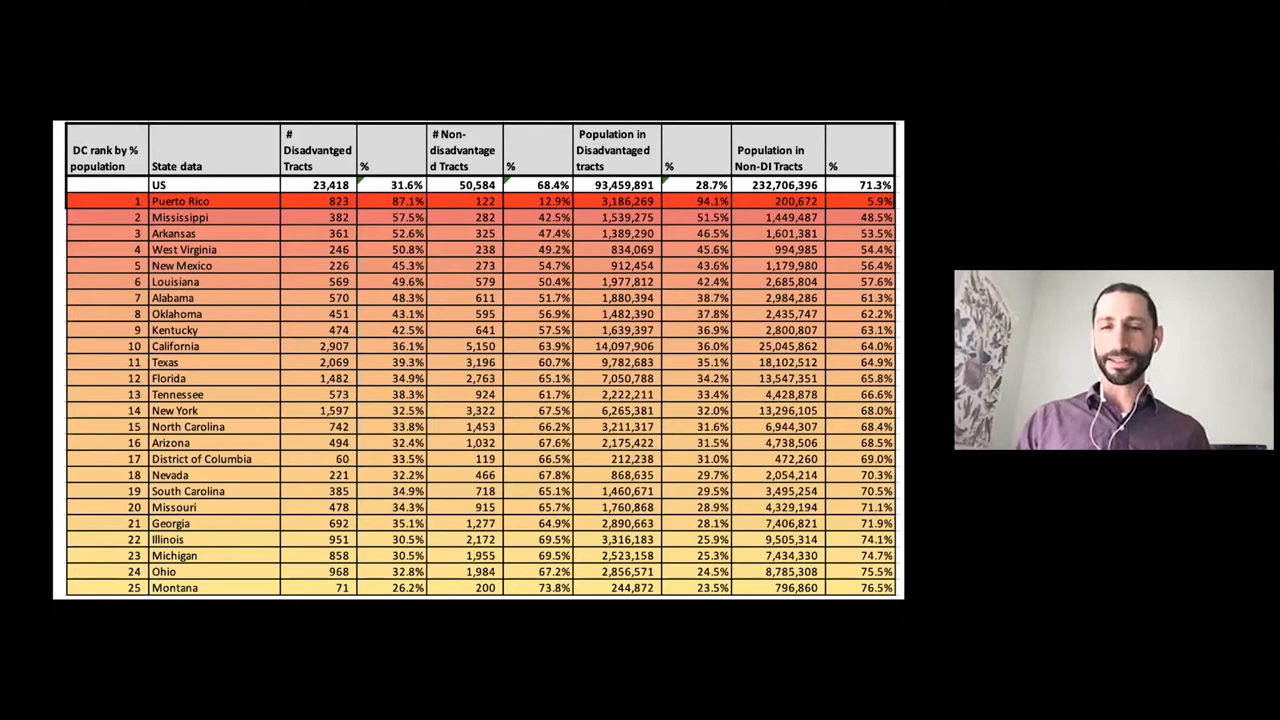 DC rank by % population State data # Disadvantged Tracts % # Non-disadvantage d Tracts % Population in Disadvantaged tracts % Population in Non-DI Tracts %
US 23,418 31.6% 50,584 68.4% 93,459,891 28.7% 232,706,396 71.3%
1 Puerto Rico 823 87.1% 122 12.9% 3,186,269 94.1% 200,672 5.9%
2 Mississippi 382 57.5% 282 42.5% 1,539,275 51.5% 1,449,487 48.5%
3 Arkansas 361 52.6% 325 47.4% 1,389,290 46.5% 1,601,381 53.5%
4 West Virginia 246 50.8% 238 49.2% 834,069 45.6% 994,985 54.4%
5 New Mexico 226 45.3% 273 54.7% 912,454 43.6% 1,179,980 56.4%
6 Louisiana 569 49.6% 579 50.4% 1,977,812 42.4% 2,685,804 57.6%
7 Alabama 570 48.3% 611 51.7% 1,880,394 38.7% 2,984,286 61.3%
8 Oklahoma 451 43.1% 595 56.9% 1,482,390 37.8% 2,435,747 62.2%
9 Kentucky 474 42.5% 641 57.5% 1,639,397 36.9% 2,800,807 63.1%
10 California 2,907 36.1% 5,150 63.9% 14,097,906 36.0% 25,045,862 64.0%
11 Texas 2,069 39.3% 3,196 60.7% 9,782,683 35.1% 18,102,512 64.9%
12 Florida 1,482 34.9% 2,763 65.1% 7,050,788 34.2% 13,547,351 65.8%
13 Tennessee 573 38.3% 924 61.7% 2,222,211 33.4% 4,428,878 66.6%
14 New York 1,597 32.5% 3,322 67.5% 6,265,381 32.0% 13,296,105 68.0%
15 North Carolina 742 33.8% 1,453 66.2% 3,211,317 31.6% 6,944,307 68.4%
16 Arizona 494 32.4% 1,032 67.6% 2,175,422 31.5% 4,738,506 68.5%
17 District of Columbia 60 33.5% 119 66.5% 212,238 31.0% 472,260 69.0%
18 Nevada 221 32.2% 466 67.8% 868,635 29.7% 2,054,214 70.3%
19 South Carolina 385 34.9% 718 65.1% 1,460,671 29.5% 3,495,254 70.5%
20 Missouri 478 34.3% 915 65.7% 1,760,868 28.9% 4,329,194 71.1%
21 Georgia 692 35.1% 1,277 64.9% 2,890,663 28.1% 7,406,821 71.9%
22 Illinois 951 30.5% 2,172 69.5% 3,316,183 25.9% 9,505,314 74.1%
23 Michigan 858 30.5% 1,955 69.5% 2,523,158 25.3% 7,434,330 74.7%
24 Ohio 968 32.8% 1,984 67.2% 2,856,571 24.5% 8,785,308 75.5%
25 Montana 71 26.2% 200 73.8% 244,872 23.5% 796,860 76.5%